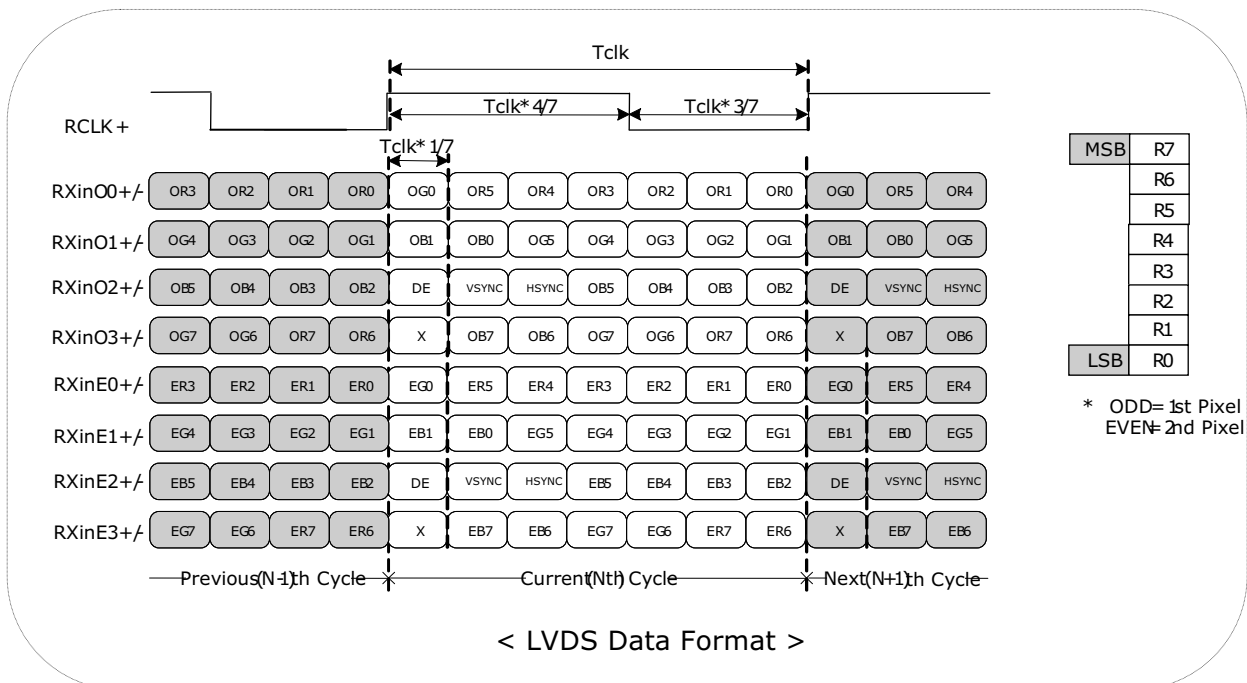 Tclk
Tclk* 4/7 Tclk* 3/7
RCLK+
Tclk* 1/7
RXinO0+/- OR3 OR2 OR1 OR0 OG0 OR5 OR4 OR3 OR2 OR1 OR0 OG0 OR5 OR4
RXinO1+/- OG4 OG3 OG2 OG1 OB1 OB0 OG5 OG4 OG3 OG2 OG1 OB1 OB0 OG5
RXinO2+/- OB5 OB4 OB3 OB2 DE VSYNC HSYNC OB5 OB4 OB3 OB2 DE VSYNC HSYNC
RXinO3+/- OG7 OG6 OR7 OR6 X OB7 OB6 OG7 OG6 OR7 OR6 X OB7 OB6
RXinE0+/- ER3 ER2 ER1 ER0 EG0 ER5 ER4 ER3 ER2 ER1 ER0 EG0 ER5 ER4
RXinE1+/- EG4 EG3 EG2 EG1 EB1 EB0 EG5 EG4 EG3 EG2 EG1 EB1 EB0 EG5
RXinE2+/- EB5 EB4 EB3 EB2 DE VSYNC HSYNC EB5 EB4 EB3 EB2 DE VSYNC HSYNC
RXinE3+/- EG7 EG6 ER7 ER6 X EB7 EB6 EG7 EG6 ER7 ER6 X EB7 EB6
Previous(N-1)th Cycle Current(Nth) Cycle Next(N+1)th Cycle
MSB R7
R6
R5
R4
R3
R2
R1
LSB R0
* ODD= 1st Pixel
EVEN= 2nd Pixel
< LVDS Data Format >